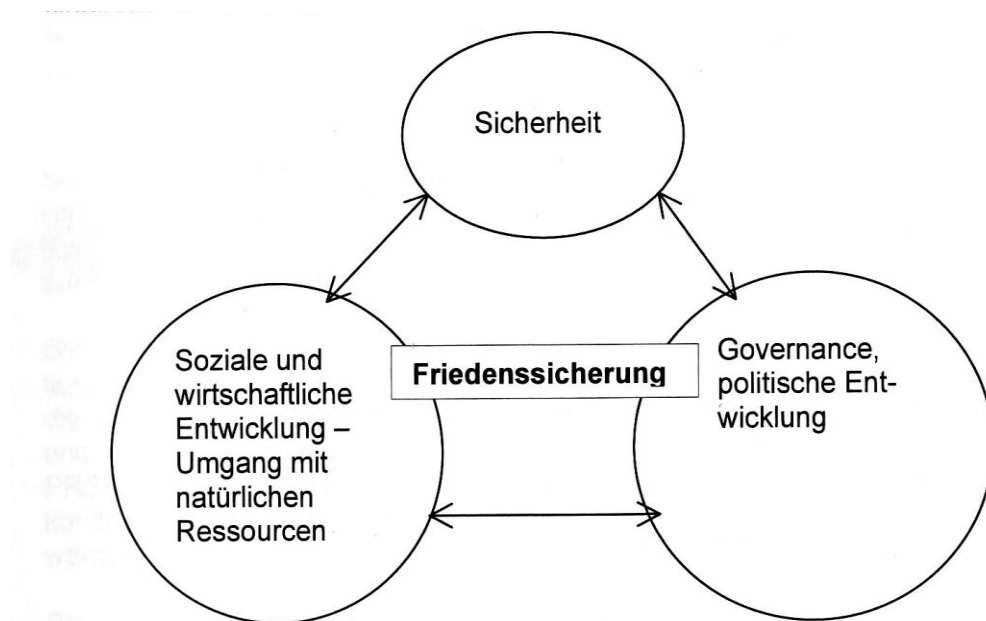 Sicherheit
Soziale und
wirtschaftliche
Entwicklung –
Umgang mit
natürlichen
Ressourcen
Friedenssicherung
Governance,
politische Ent-
wicklung